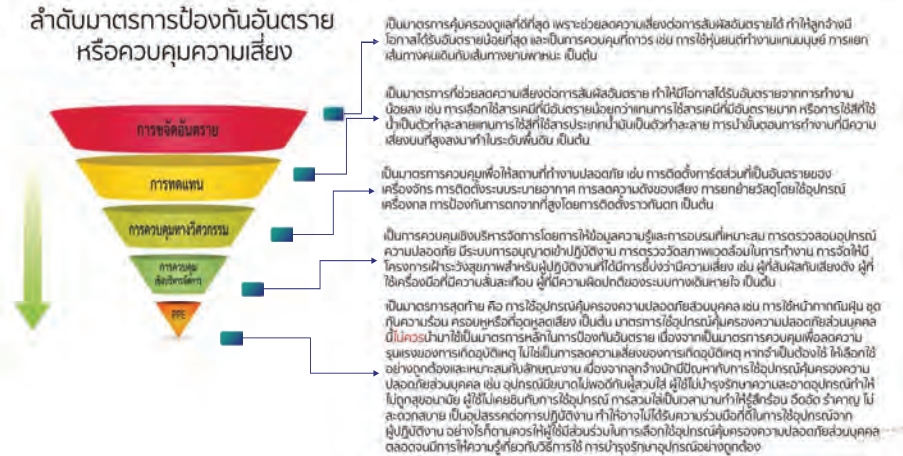 ลำดับมาตรการป้องกันอันตราย
หรือควบคุมความเสี่ยง
การขจัดอันตราย
การทดแทน
การควบคุมทางวิศวกรรม
การควบคุม
เชิงบริหารจัดการ
PPE
เป็นมาตรการคุ้มครองดูแลที่ดีที่สุด เพราะช่วยลดความเสี่ยงต่อการสัมผัสอันตรายได้ ทำให้ลูกจ้างมี
โอกาสได้รับอันตรายน้อยที่สุด และเป็นการควบคุมที่ถาวร เช่น การใช้หุ่นยนต์ทำงานแทนมนุษย์ การแยก
เส้นทางคนเดินกับเส้นทางยานพาหนะ เป็นต้น
เป็นมาตรการที่ช่วยลดความเสี่ยงต่อการสัมผัสอันตราย ทำให้มีโอกาสได้รับอันตรายจากการทำงาน
น้อยลง เช่น การเลือกใช้สารเคมีที่มีอันตรายน้อยกว่าแทนการใช้สารเคมีที่มีอันตรายมาก หรือการใช้สีที่ใช้
น้ำเป็นตัวทำละลายแทนการใช้สีที่ใช้สารประเภทน้ำมันเป็นตัวทำละลาย การนำขั้นตอนการทำงานที่มีความ
เสี่ยงบนที่สูงลงมาทำในระดับพื้นดิน เป็นต้น
เป็นมาตรการควบคุมเพื่อให้สถานที่ทำงานปลอดภัย เช่น การติดตั้งการ์ดส่วนที่เป็นอันตรายของ
เครื่องจักร การติดตั้งระบบระบายอากาศ การลดความดังของเสียง การยกย้ายวัสดุโดยใช้อุปกรณ์
เครื่องกล การป้องกันการตกจากที่สูงโดยการติดตั้งราวกันตก เป็นต้น
เป็นการควบคุมเชิงบริหารจัดการโดยการให้ข้อมูลความรู้และการอบรมที่เหมาะสม การตรวจสอบอุปกรณ์
ความปลอดภัย มีระบบการอนุญาตเข้าปฏิบัติงาน การตรวจวัดสภาพแวดล้อมในการทำงาน การจัดให้มี
โครงการเฝ้าระวังสุขภาพสำหรับผู้ปฏิบัติงานที่ได้มีการชี้บ่งว่ามีความเสี่ยง เช่น ผู้ที่สัมผัสกับเสียงดัง ผู้ที่
ใช้เครื่องมือที่มีความสั่นสะเทือน ผู้ที่มีความผิดปกติของระบบทางเดินหายใจ เป็นต้น
เป็นมาตรการสุดท้าย คือ การใช้อุปกรณ์คุ้มครองความปลอดภัยส่วนบุคคล เช่น การใช้หน้ากากกันฝุ่น ชุด
กันความร้อน ครอบหูหรือที่อุดหูลดเสียง เป็นต้น มาตรการใช้อุปกรณ์คุ้มครองความปลอดภัยส่วนบุคคล
นี้ไม่ควรนำมาใช้เป็นมาตรการหลักในการป้องกันอันตราย เนื่องจากเป็นมาตรการควบคุมเพื่อลดความ
รุนแรงของการเกิดอุบัติเหตุ ไม่ใช่เป็นการลดความเสี่ยงของการเกิดอุบัติเหตุ หากจำเป็นต้องใช้ ให้เลือกใช้
อย่างถูกต้องและเหมาะสมกับลักษณะงาน เนื่องจากลูกจ้างมักมีปัญหากับการใช้อุปกรณ์คุ้มครองความ
ปลอดภัยส่วนบุคคล เช่น อุปกรณ์มีขนาดไม่พอดีกับผู้สวมใส่ ผู้ใช้ไม่บำรุงรักษาความสะอาดอุปกรณ์ทำให้
ไม่ถูกสุขอนามัย ผู้ใช้ไม่เคยชินกับการใช้อุปกรณ์ การสวมใส่เป็นเวลานานทำให้รู้สึกร้อน อึดอัด รำคาญ ไม่
สะดวกสบาย เป็นอุปสรรคต่อการปฏิบัติงาน ทำให้อาจไม่ได้รับความร่วมมือที่ดีในการใช้อุปกรณ์จาก
ผู้ปฏิบัติงาน อย่างไรก็ตามควรให้ผู้ใช้มีส่วนร่วมในการเลือกใช้อุปกรณ์คุ้มครองความปลอดภัยส่วนบุคคล
ตลอดจนมีการให้ความรู้เกี่ยวกับวิธีการใช้ การบำรุงรักษาอุปกรณ์อย่างถูกต้อง